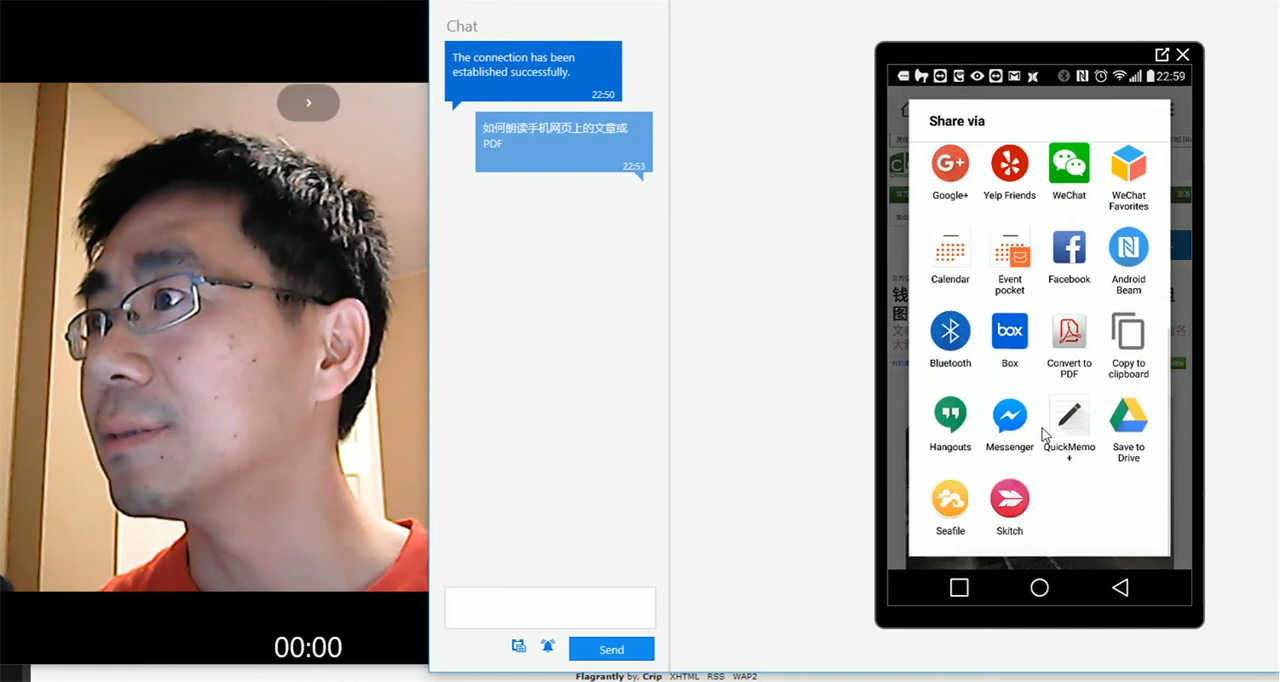 Chat
The connection has been
established successfully.
22:50
如何朗读手机网页上的文章或
PDF
22:53
Send
00:00
22:59
Share via
Google+
Yelp Friends
WeChat
WeChat
Favorites
Calendar
Event
pocket
Facebook
Android
Beam
Bluetooth
box
Box
Convert to
PDF
Copy to
clipboard
Hangouts
Messenger
QuickMemo
+
Save to
Drive
Seafile
Skitch
Flagrantly by, Crip XHTML RSS WAP2